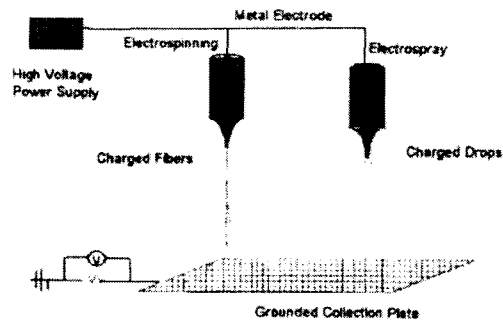 Metal Electrode
Electrospinning
Electrospray
High Voltage
Power Supply
Charged Fibers
Charged Drops
V
Grounded Collection Plate